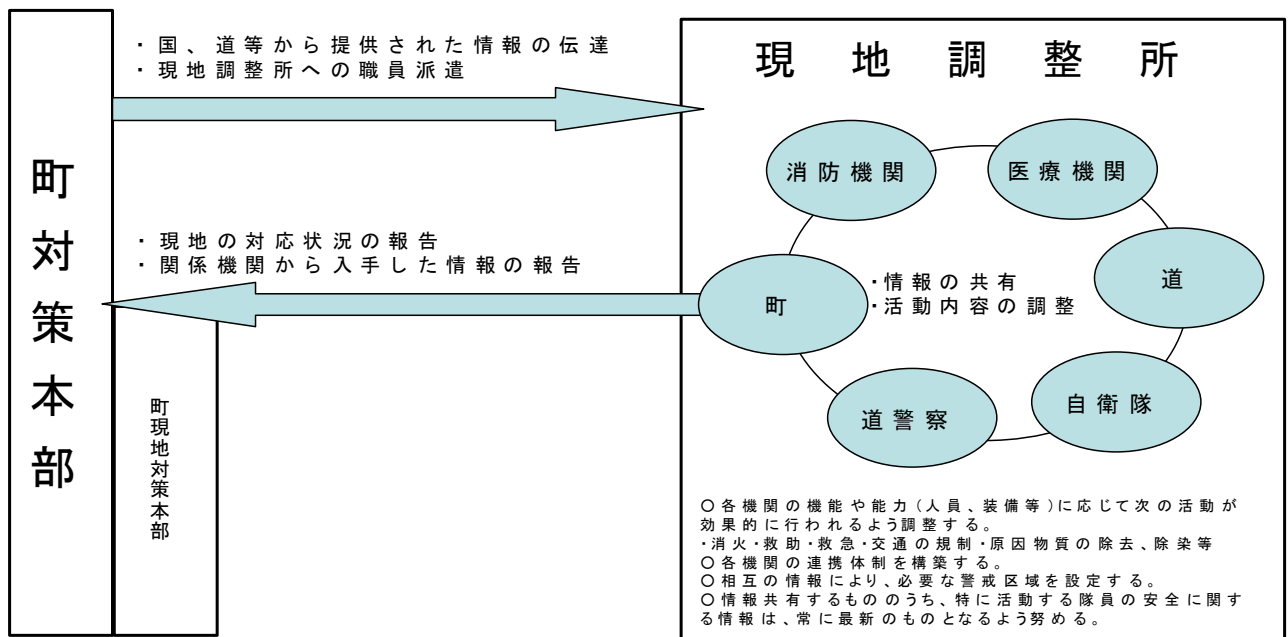 町対策本部
町現地対策本部
・国、道等から提供された情報の伝達
・現地調整所への職員派遣
・現地の対応状況の報告
・関係機関から入手した情報の報告
現地調整所
消防機関
医療機関
道
自衛隊
道警察
町
・情報の共有
・活動内容の調整
○各機関の機能や能力(人員、装備等)に応じて次の活動が
効果的に行われるよう調整する。
・消火・救助・救急・交通の規制・原因物質の除去、除染等
○各機関の連携体制を構築する。
○相互の情報により、必要な警戒区域を設定する。
○情報共有するもののうち、特に活動する隊員の安全に関す
る情報は、常に最新のものとなるよう努める。